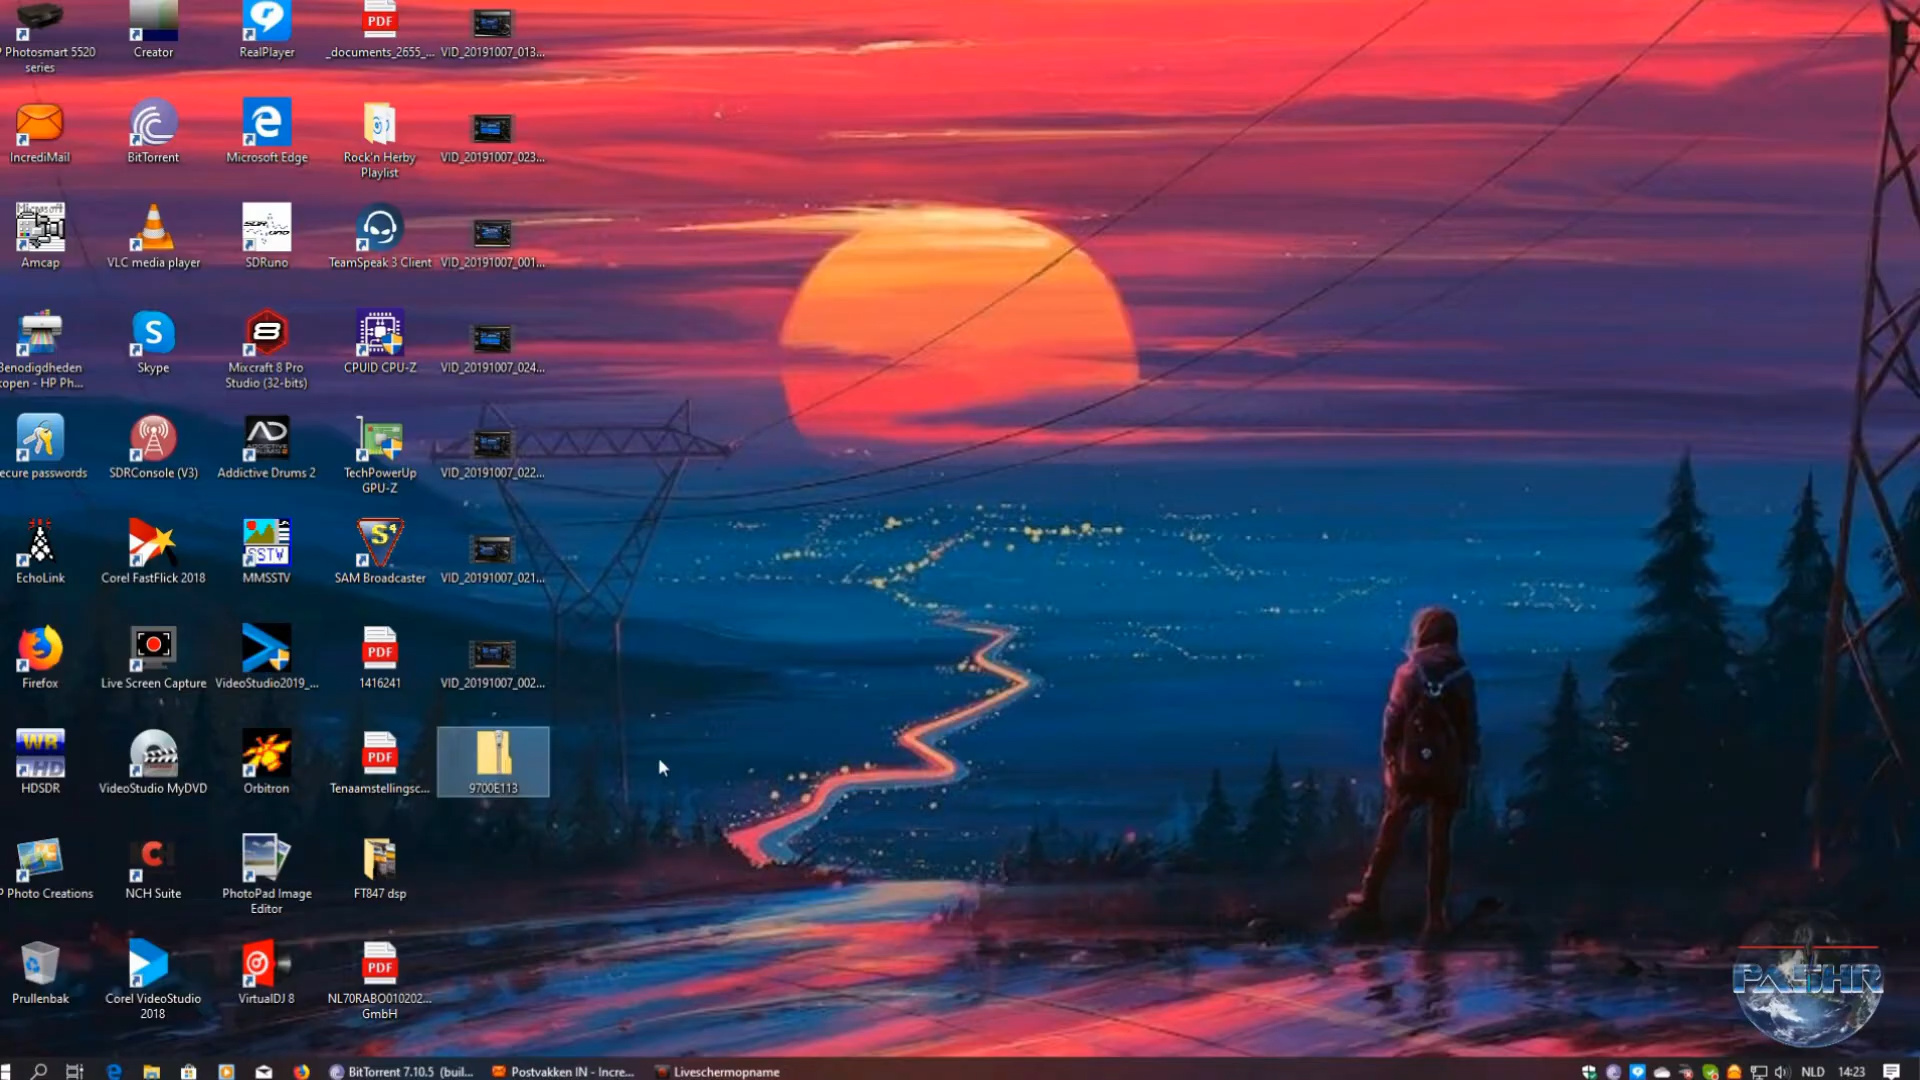 P Photosmart 5520
series
Creator
RealPlayer
_documents_2655_...
VID_20191007_013...
IncrediMail
BitTorrent
Microsoft Edge
Rock'n Herby
Playlist
VID_20191007_023...
Microsoft
Amcap
VLC media player
SDRuno
TeamSpeak 3 Client
VID_20191007_001...
Benodigdheden
kopen - HP Ph...
Skype
Mixcraft 8 Pro
Studio (32-bits)
CPUID CPU-Z
VID_20191007_024...
ecure passwords
SDRConsole (V3)
Addictive Drums 2
TechPowerUp
GPU-Z
VID_20191007_022...
EchoLink
Corel FastFlick 2018
SSTV
MMSSTV
SAM Broadcaster
VID_20191007_021...
Firefox
Live Screen Capture
VideoStudio2019_...
PDF
1416241
VID_20191007_002...
WR
HD
HDSDR
VideoStudio MyDVD
Orbitron
PDF
Tenaamstellingsc...
9700E113
P Photo Creations
NCH Suite
PhotoPad Image
Editor
FT847 dsp
Prullenbak
Corel VideoStudio
2018
VirtualDJ 8
PDF
NL70RABO010202...
GmbH
BitTorrent 7.10.5 (buil...
Postvakken IN - Incre...
Liveschermopname
NLD
14:23